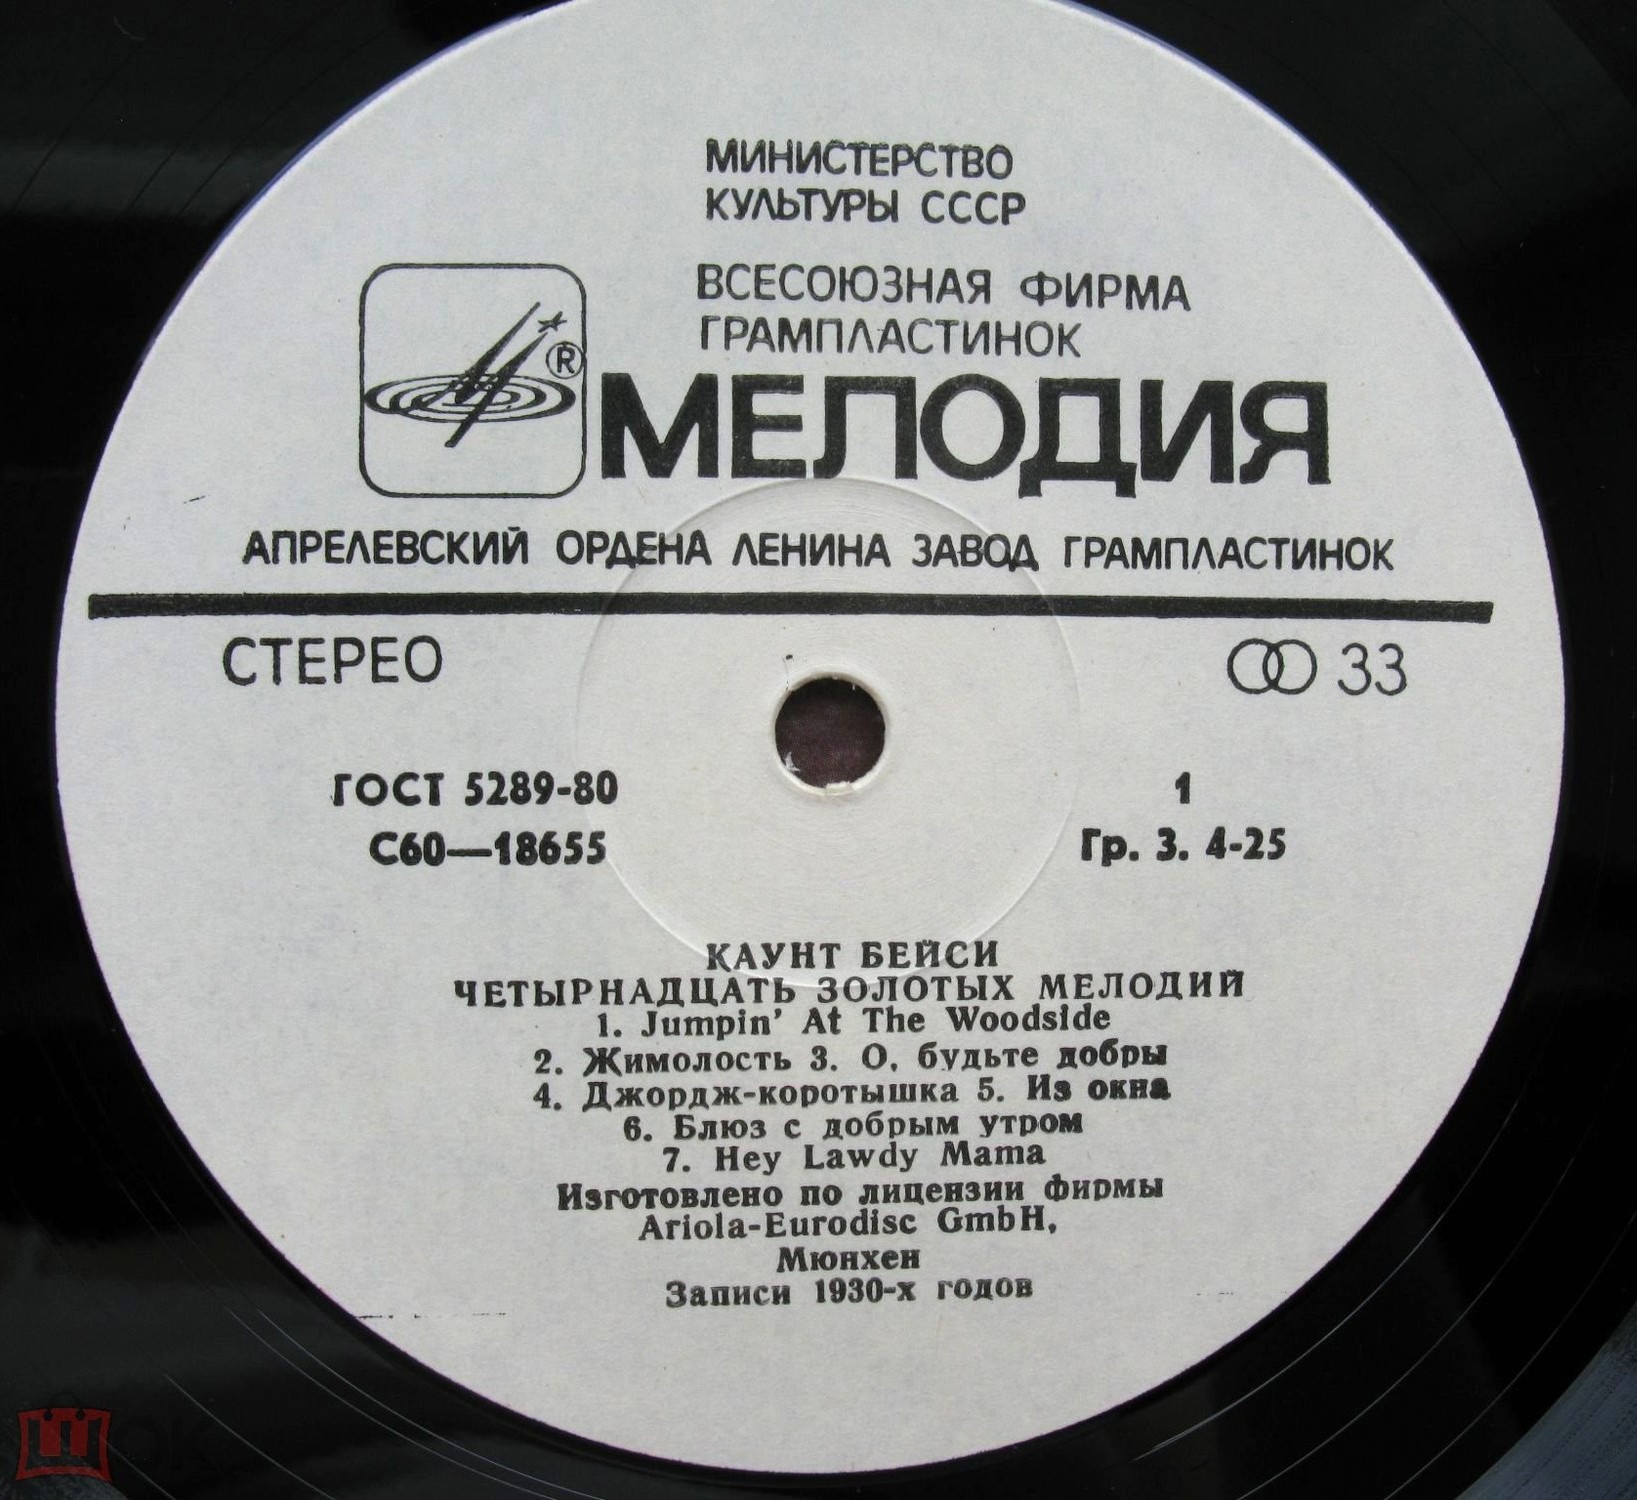 МИНИСТЕРСТВО
КУЛЬТУРЫ СССР
ВСЕСОЮЗНАЯ ФИРМА
ГРАМПЛАСТИНОК
®
МЕЛОДИЯ
АПРЕЛЕВСКИЙ ОРДЕНА ЛЕНИНА ЗАВОД ГРАМПЛАСТИНОК
СТЕРЕО 33
ГОСТ 5289-80 1
С60—18655 Гр. 3. 4-25
КАУНТ БЕЙСИ
ЧЕТЫРНАДЦАТЬ ЗОЛОТЫХ МЕЛОДИЙ
1. Jumpin' At The Woodside
2. Жимолость 3. О, будьте добры
4. Джордж-коротышка 5. Из окна
6. Блюз с добрым утром
7. Hey Lawdy Mama
Изготовлено по лицензии фирмы
Ariola-Eurodisc GmbH,
Мюнхен
Записи 1930-х годов